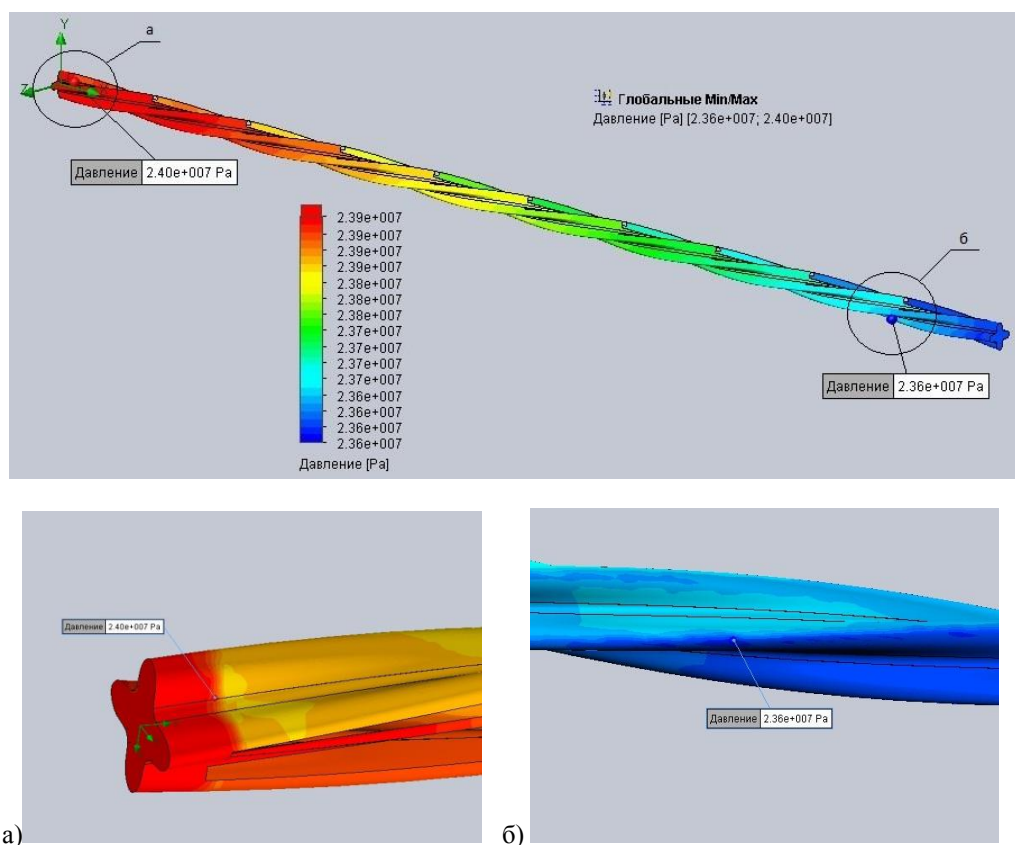 Y
а
Z
X
Глобальные Min/Max
Давление [Pa] [2.36e+007; 2.40e+007]
Давление 2.40e+007 Pa
б
2.39e+007
2.39e+007
2.39e+007
2.39e+007
2.38e+007
2.38e+007
2.38e+007
2.37e+007
2.37e+007
2.37e+007
2.37e+007
2.36e+007
2.36e+007
2.36e+007
2.36e+007
Давление [Pa]
Давление 2.36e+007 Pa
Давление 2.40e+007 Pa
Давление 2.36e+007 Pa
а)
б)